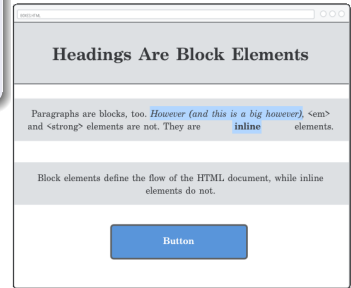 Headings Are Block Elements
Paragraphs are blocks, too. However (and this is a big however), <em>
and <strong> elements are not. They are inline elements.
Block elements define the flow of the HTML document, while inline
elements do not.
Button